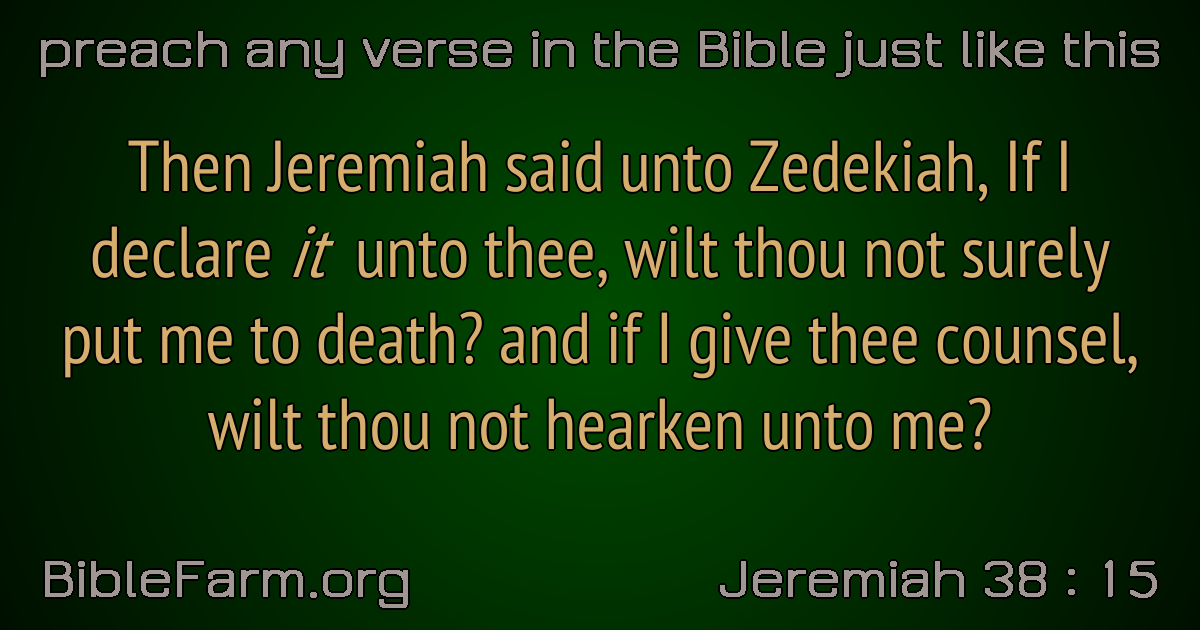 preach any verse in the Bible just like this
Then Jeremiah said unto Zedekiah, If I
declare it unto thee, wilt thou not surely
put me to death? and if I give thee counsel,
wilt thou not hearken unto me?
BibleFarm.org
Jeremiah 38 : 15